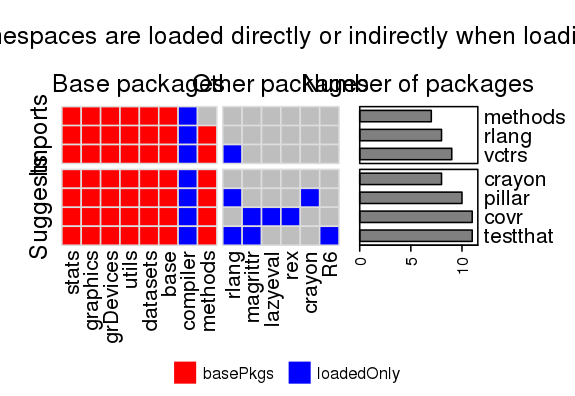 nespaces are loaded directly or indirectly when loadi
Base packages Other packages Number of packages
Imports
Suggests
methods
rlang
vctrs
crayon
pillar
covr
testthat
stats
graphics
grDevices
utils
datasets
base
compiler
methods
rlang
magrittr
lazyeval
rex
crayon
R6
0 5 10
basePkgs loadedOnly